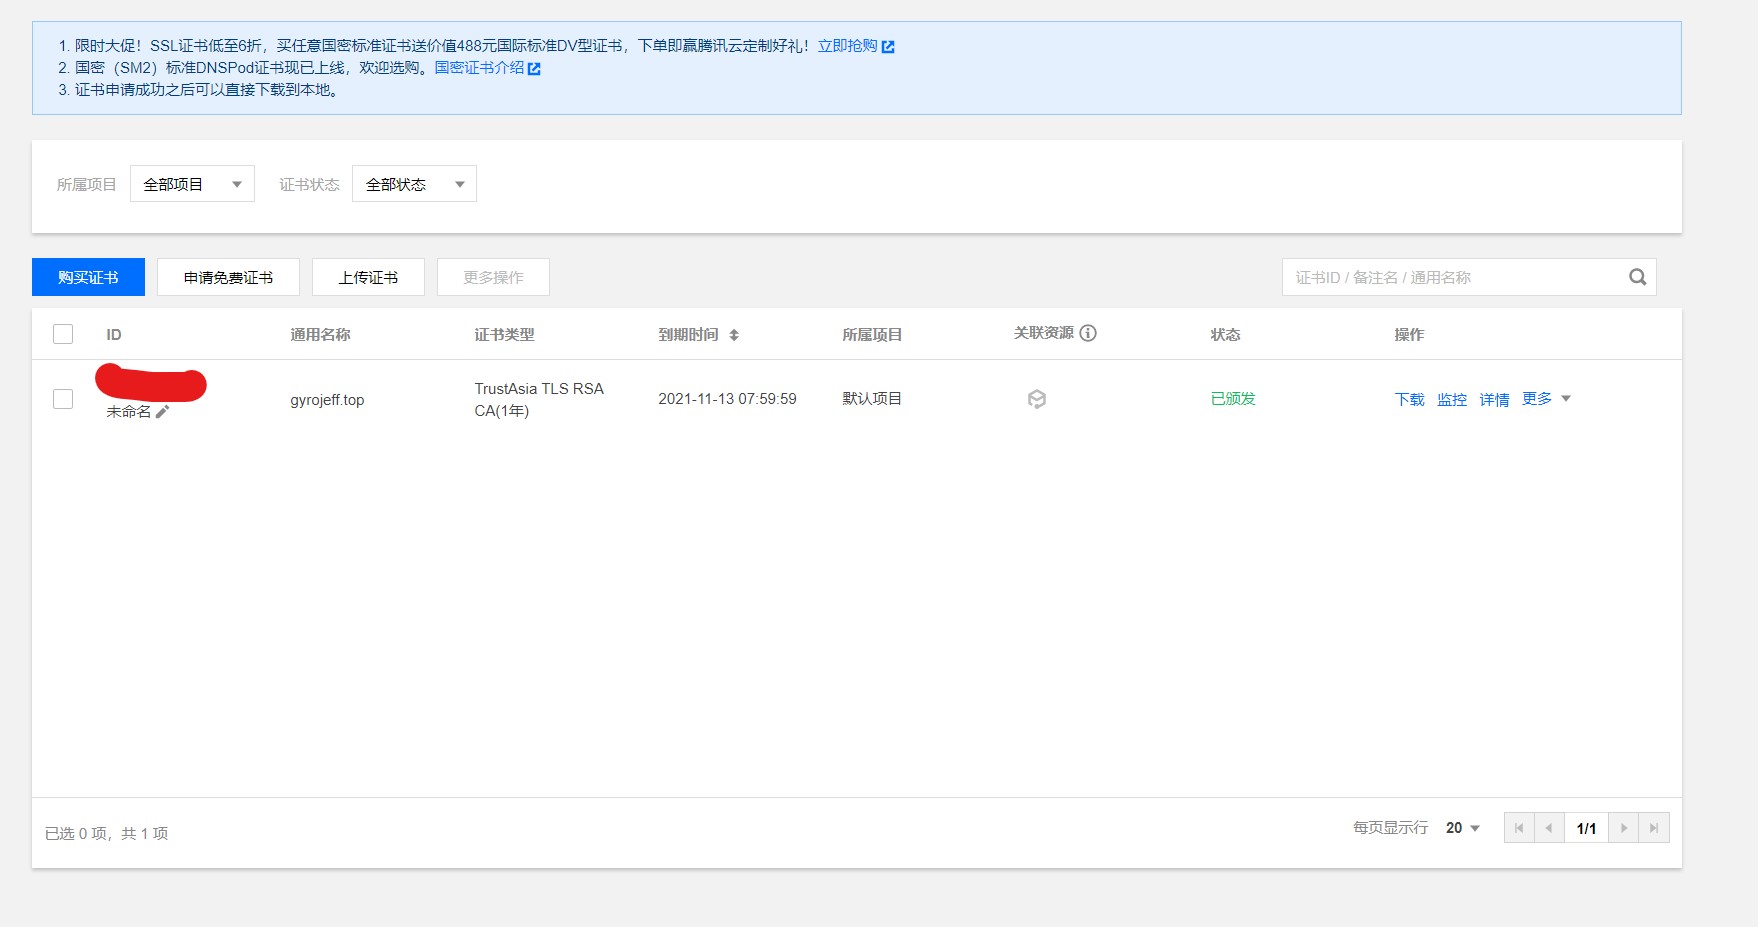 1. 限时大促！SSL证书低至6折，买任意国密标准证书送价值488元国际标准DV型证书，下单即赢腾讯云定制好礼！立即抢购
2. 国密（SM2）标准DNSPod证书现已上线，欢迎选购。国密证书介绍
3. 证书申请成功之后可以直接下载到本地。
所属项目 全部项目 证书状态 全部状态
购买证书 申请免费证书 上传证书 更多操作 证书ID / 备注名 / 通用名称
ID 通用名称 证书类型 到期时间 所属项目 关联资源 状态 操作
TrustAsia TLS RSA
gyrojeff.top 2021-11-13 07:59:59 默认项目 已颁发 下载 监控 详情 更多
未命名 CA(1年)
已选 0 项，共 1 项 每页显示行 20 1/1